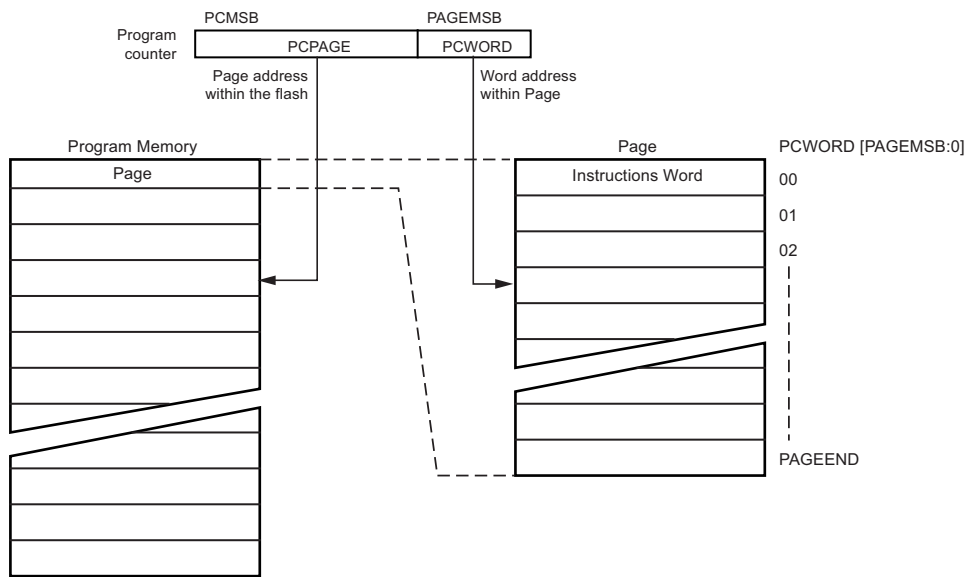 PCMSB PAGEMSB
Program
counter
PCPAGE PCWORD
Page address
within the flash
Word address
within Page
Program Memory
Page
Page
Instructions Word
PCWORD [PAGEMSB:0]
00
01
02
PAGEEND